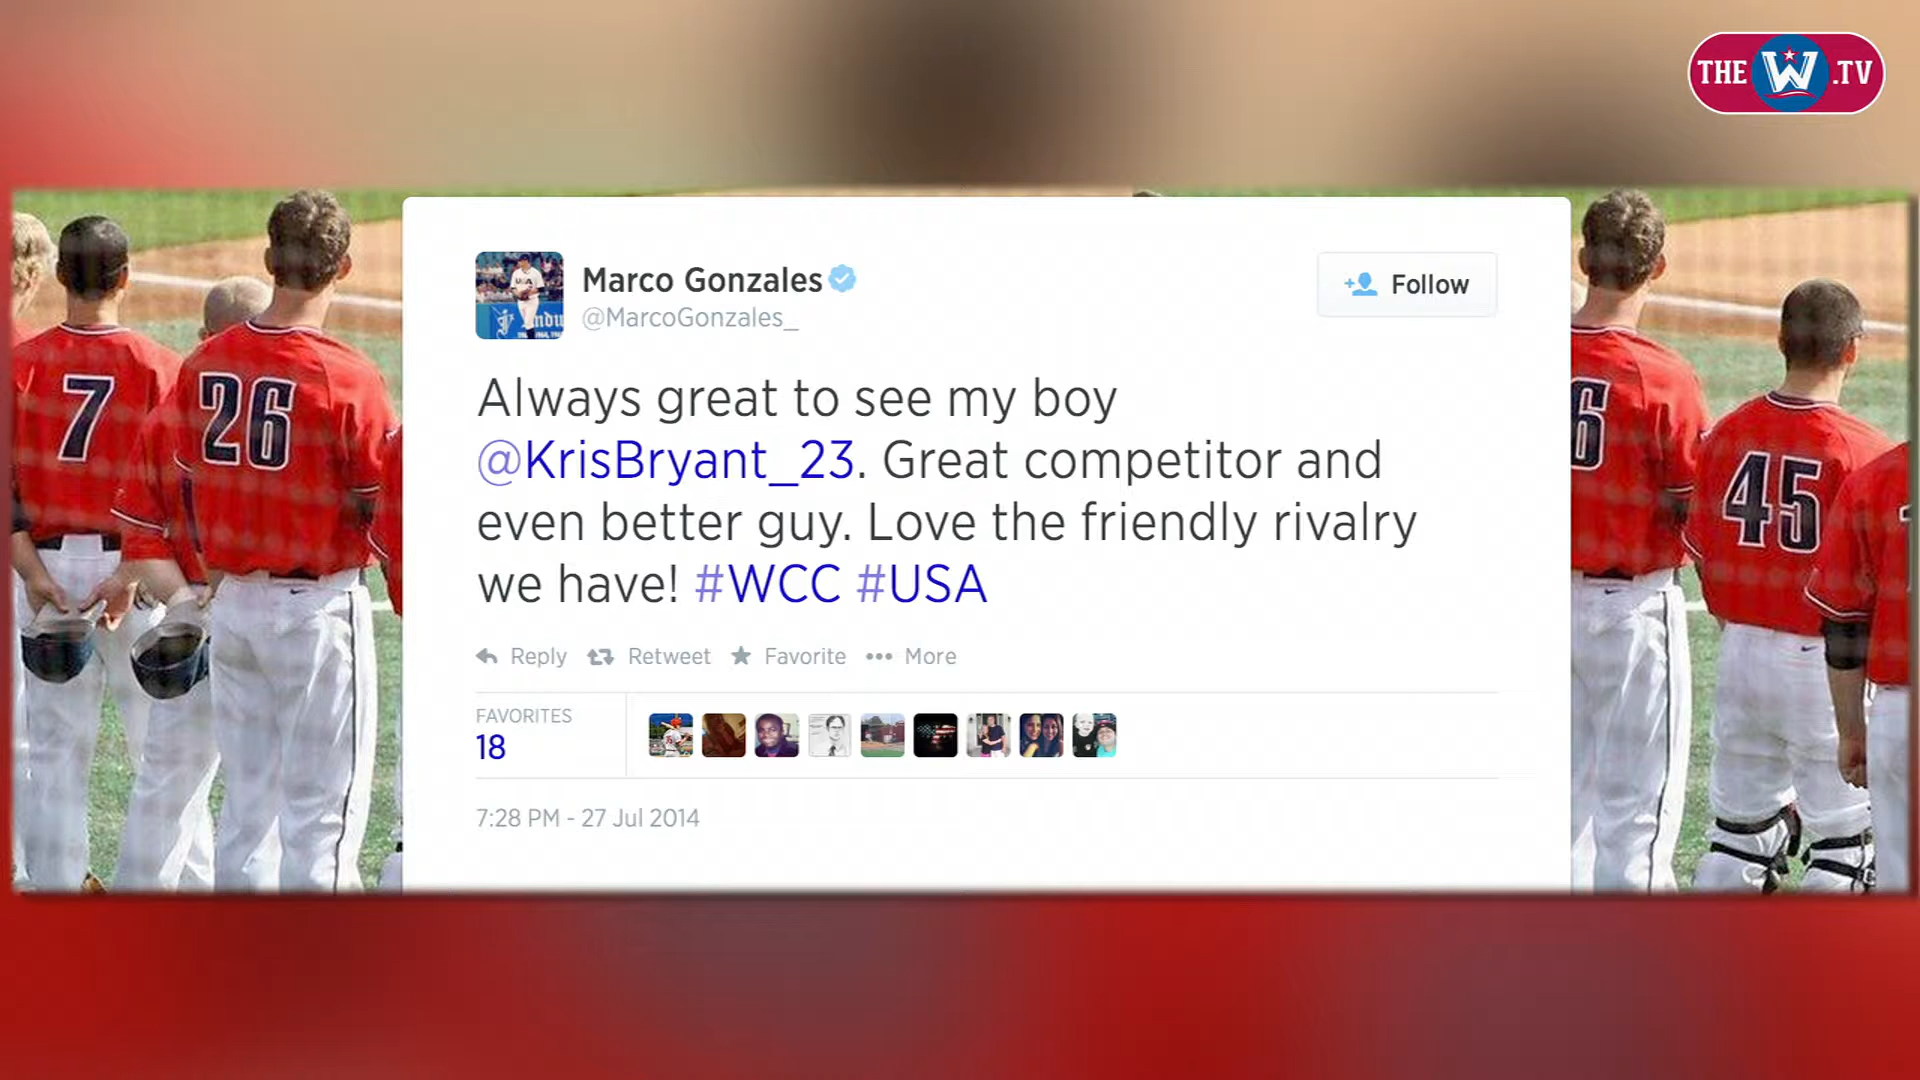 THE W .TV
Marco Gonzales
@MarcoGonzales_
Follow
Always great to see my boy
@KrisBryant_23. Great competitor and
even better guy. Love the friendly rivalry
we have! #WCC #USA
Reply Retweet Favorite More
FAVORITES
18
7:28 PM - 27 Jul 2014
7
26
6
45
USA